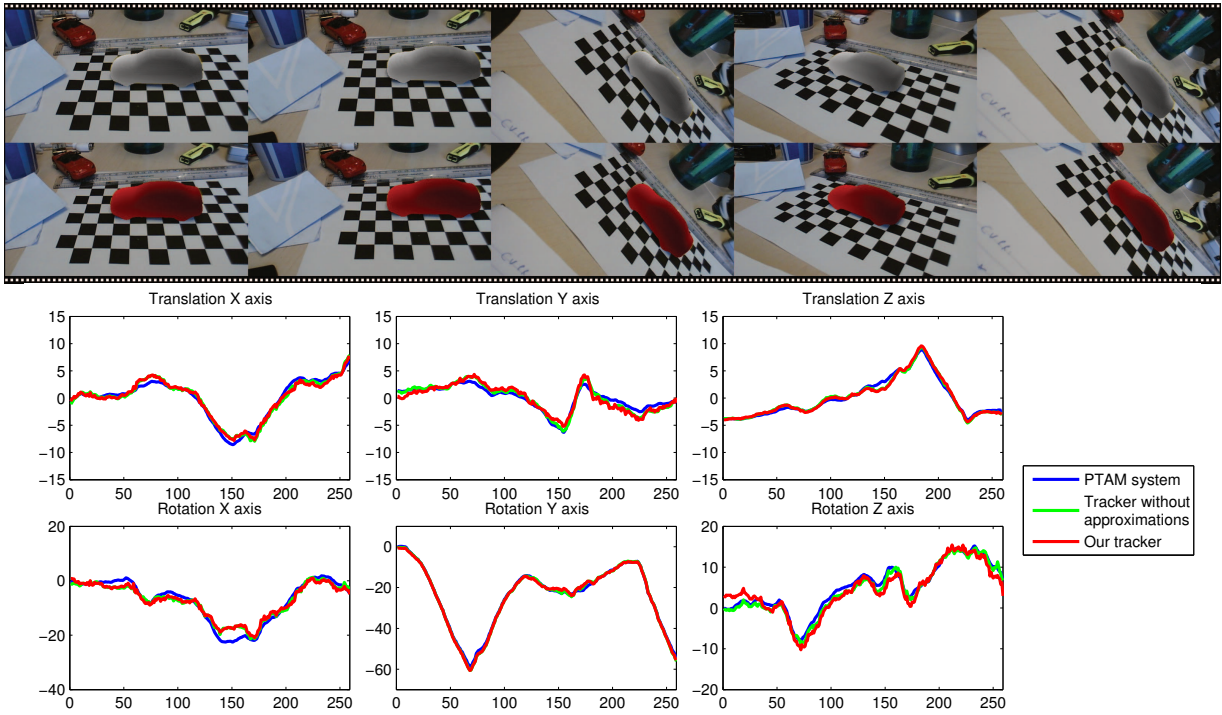 Translation X axis
Translation Y axis
Translation Z axis
15
10
5
0
−5
−10
−15
0 50 100 150 200 250
15
10
5
0
−5
−10
−15
0 50 100 150 200 250
15
10
5
0
−5
−10
−15
0 50 100 150 200 250
Rotation X axis
Rotation Y axis
Rotation Z axis
20
0
−20
−40
0 50 100 150 200 250
0
−20
−40
−60
0 50 100 150 200 250
20
10
0
−10
−20
0 50 100 150 200 250
PTAM system
Tracker without
approximations
Our tracker